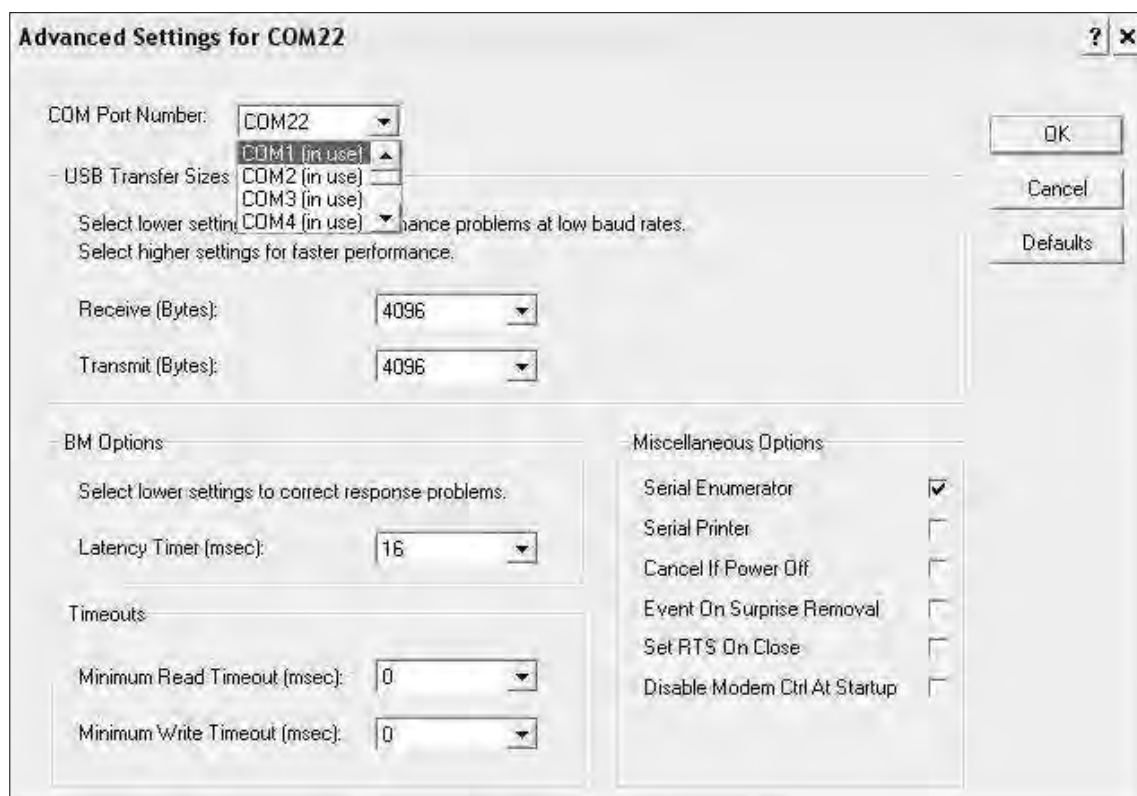 Advanced Settings for COM22
? ×
COM Port Number: COM22
COM1 (in use)
COM2 (in use)
COM3 (in use)
COM4 (in use)
USB Transfer Sizes
Select lower settin mance problems at low baud rates.
Select higher settings for faster performance.
Receive (Bytes): 4096
Transmit (Bytes): 4096
OK
Cancel
Defaults
BM Options
Select lower settings to correct response problems.
Latency Timer (msec): 16
Timeouts
Minimum Read Timeout (msec): 0
Minimum Write Timeout (msec): 0
Miscellaneous Options
Serial Enumerator
Serial Printer
Cancel If Power Off
Event On Surprise Removal
Set RTS On Close
Disable Modem Ctrl At Startup